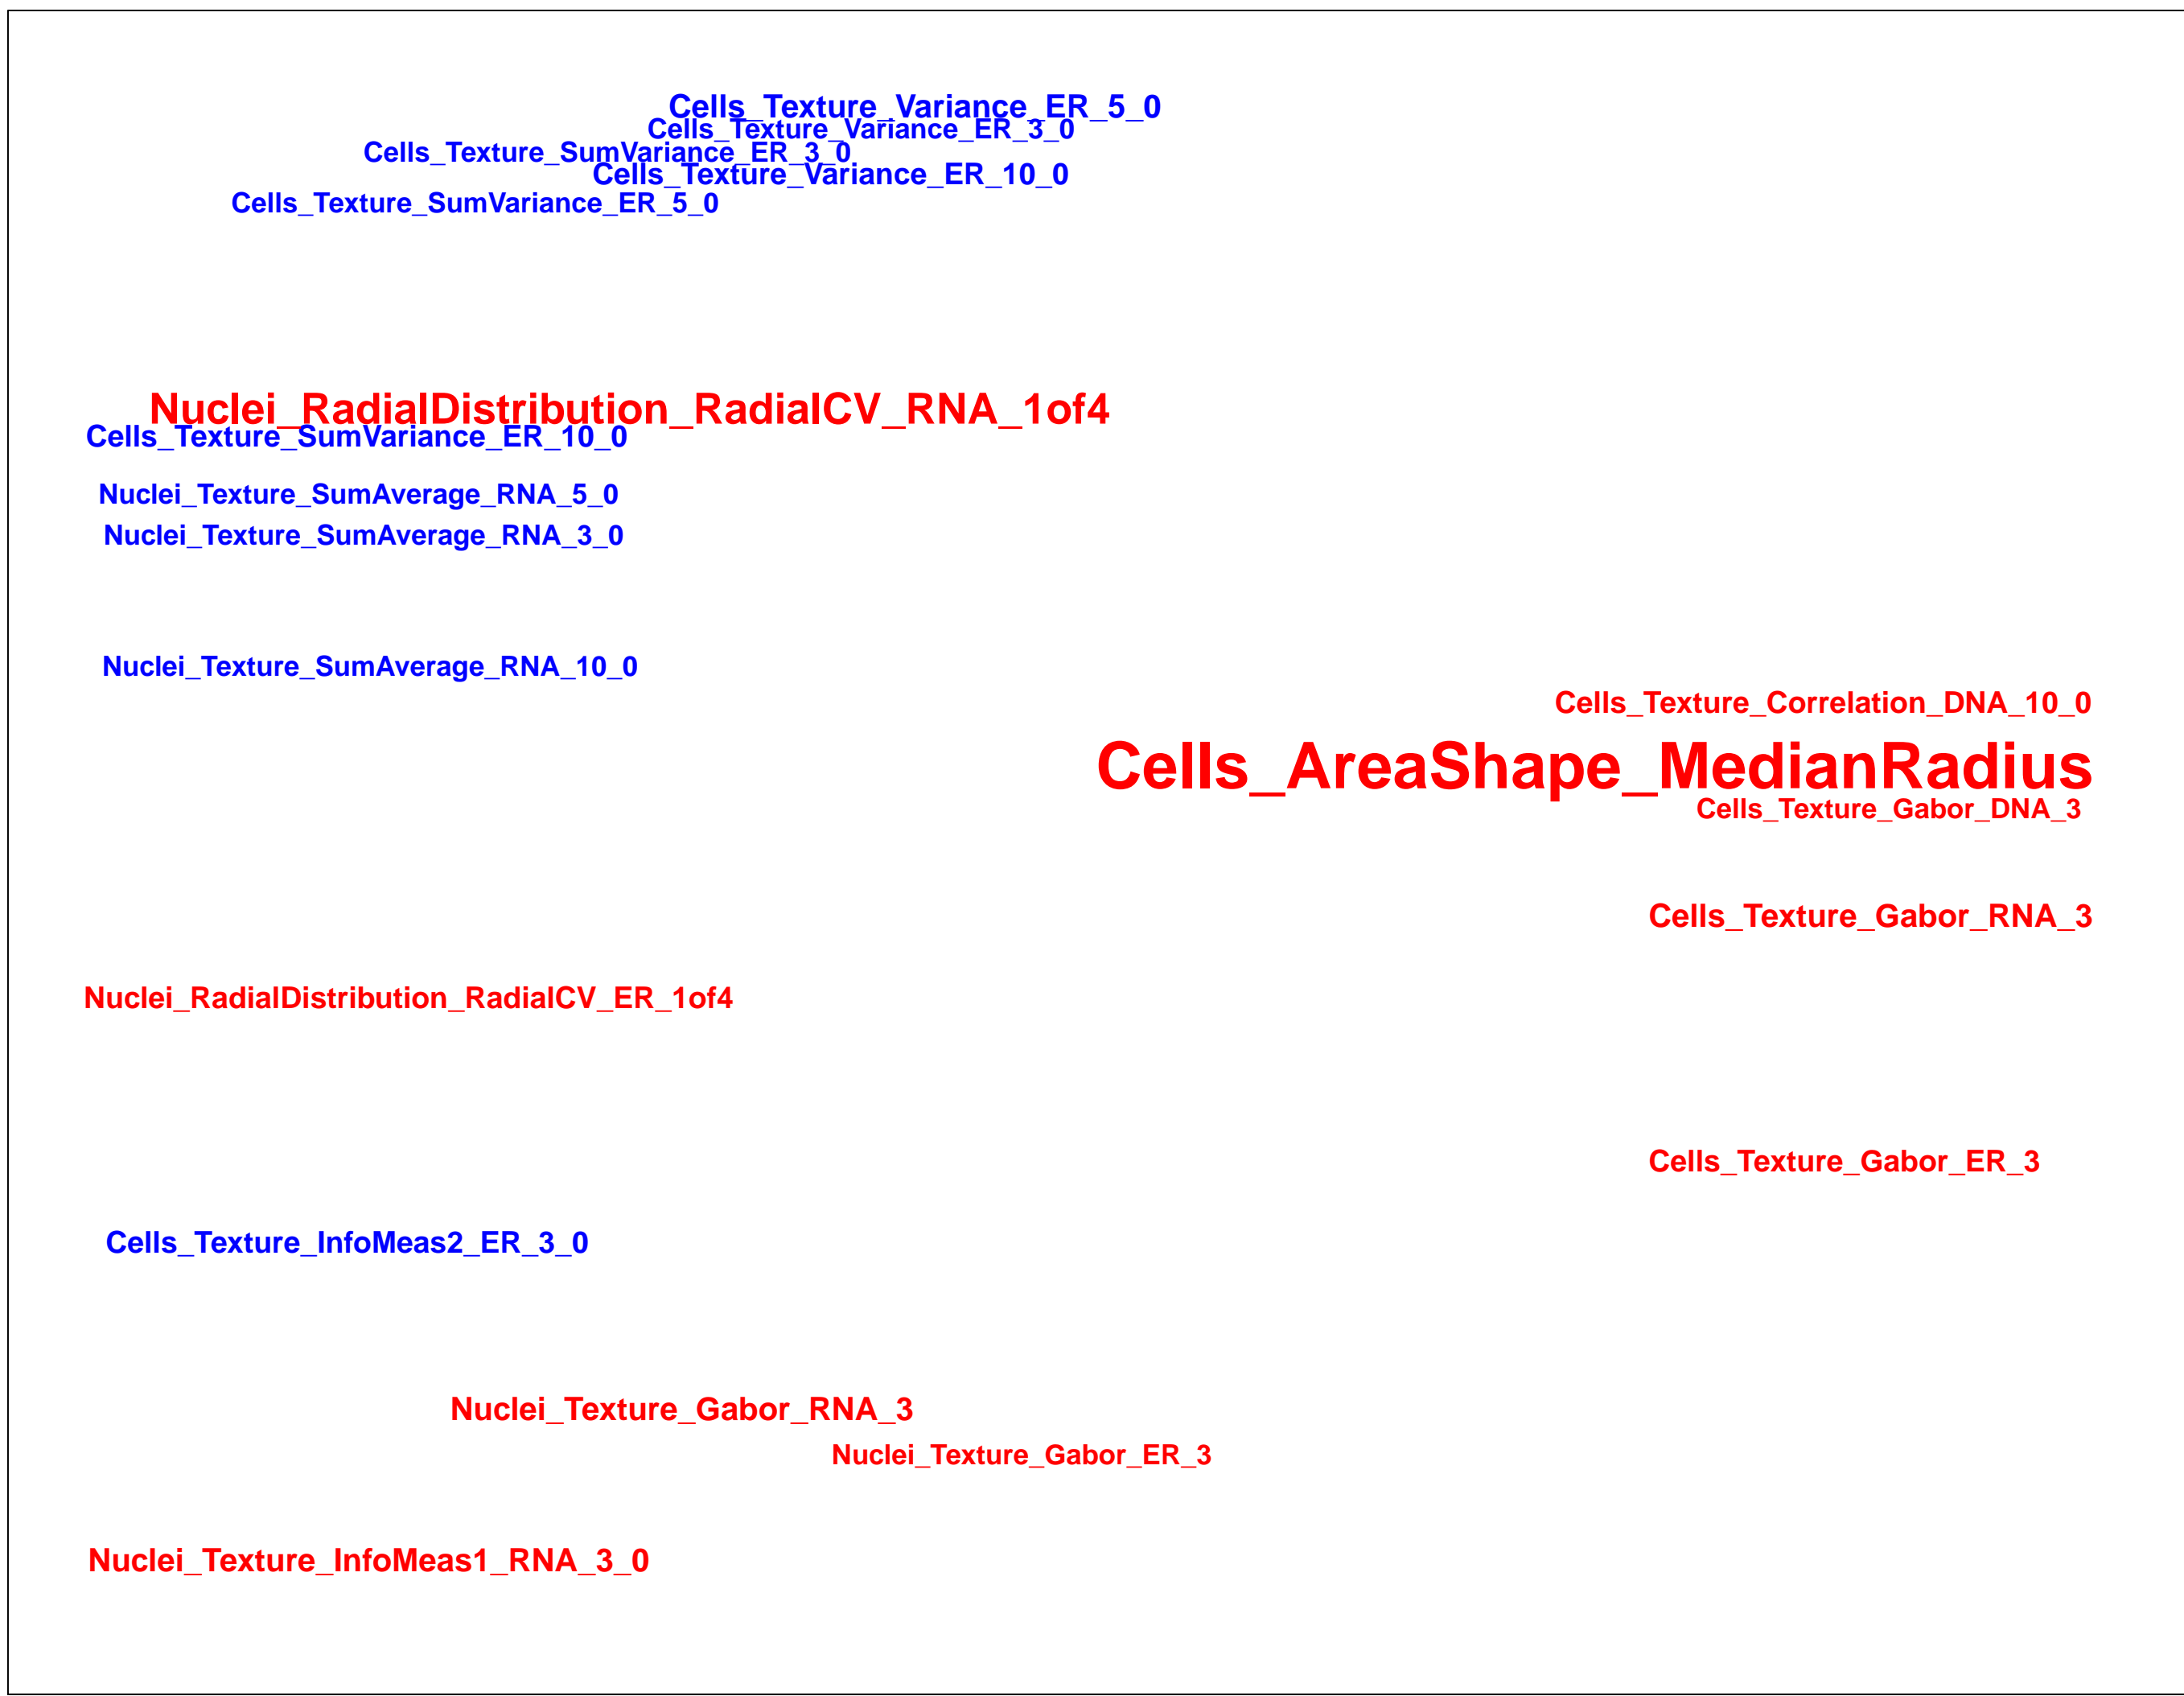 Cells_Texture_Variance_ER_5_0
Cells_Texture_Variance_ER_3_0
Cells_Texture_SumVariance_ER_3_0
Cells_Texture_Variance_ER_10_0
Cells_Texture_SumVariance_ER_5_0
Nuclei_RadialDistribution_RadialCV_RNA_1of4
Cells_Texture_SumVariance_ER_10_0
Nuclei_Texture_SumAverage_RNA_5_0
Nuclei_Texture_SumAverage_RNA_3_0
Nuclei_Texture_SumAverage_RNA_10_0
Cells_Texture_Correlation_DNA_10_0
Cells_AreaShape_MedianRadius
Cells_Texture_Gabor_DNA_3
Cells_Texture_Gabor_RNA_3
Nuclei_RadialDistribution_RadialCV_ER_1of4
Cells_Texture_Gabor_ER_3
Cells_Texture_InfoMeas2_ER_3_0
Nuclei_Texture_Gabor_RNA_3
Nuclei_Texture_Gabor_ER_3
Nuclei_Texture_InfoMeas1_RNA_3_0